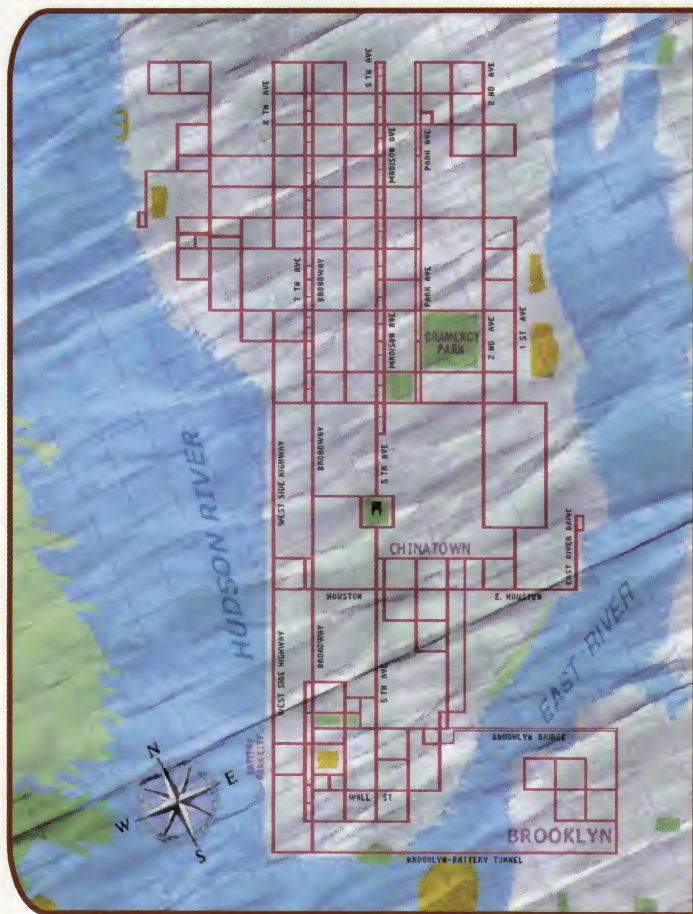 8 TH AVE
5 TH AVE
2 ND AVE
MADISON AVE
PARK AVE
7 TH AVE
BROADWAY
PARK AVE
MADISON AVE
GRAMERCY
PARK
2 ND AVE
1 ST AVE
HUDSON RIVER
WEST SIDE HIGHWAY
BROADWAY
5 TH AVE
CHINATOWN
EAST RIVER DRIVE
HOUSTON
E. HOUSTON
WEST SIDE HIGHWAY
BROADWAY
5 TH AVE
EAST RIVER
BATTERY
PARK CITY
BROOKLYN BRIDGE
N
E
W
S
WALL ST
BROOKLYN
BROOKLYN-BATTERY TUNNEL